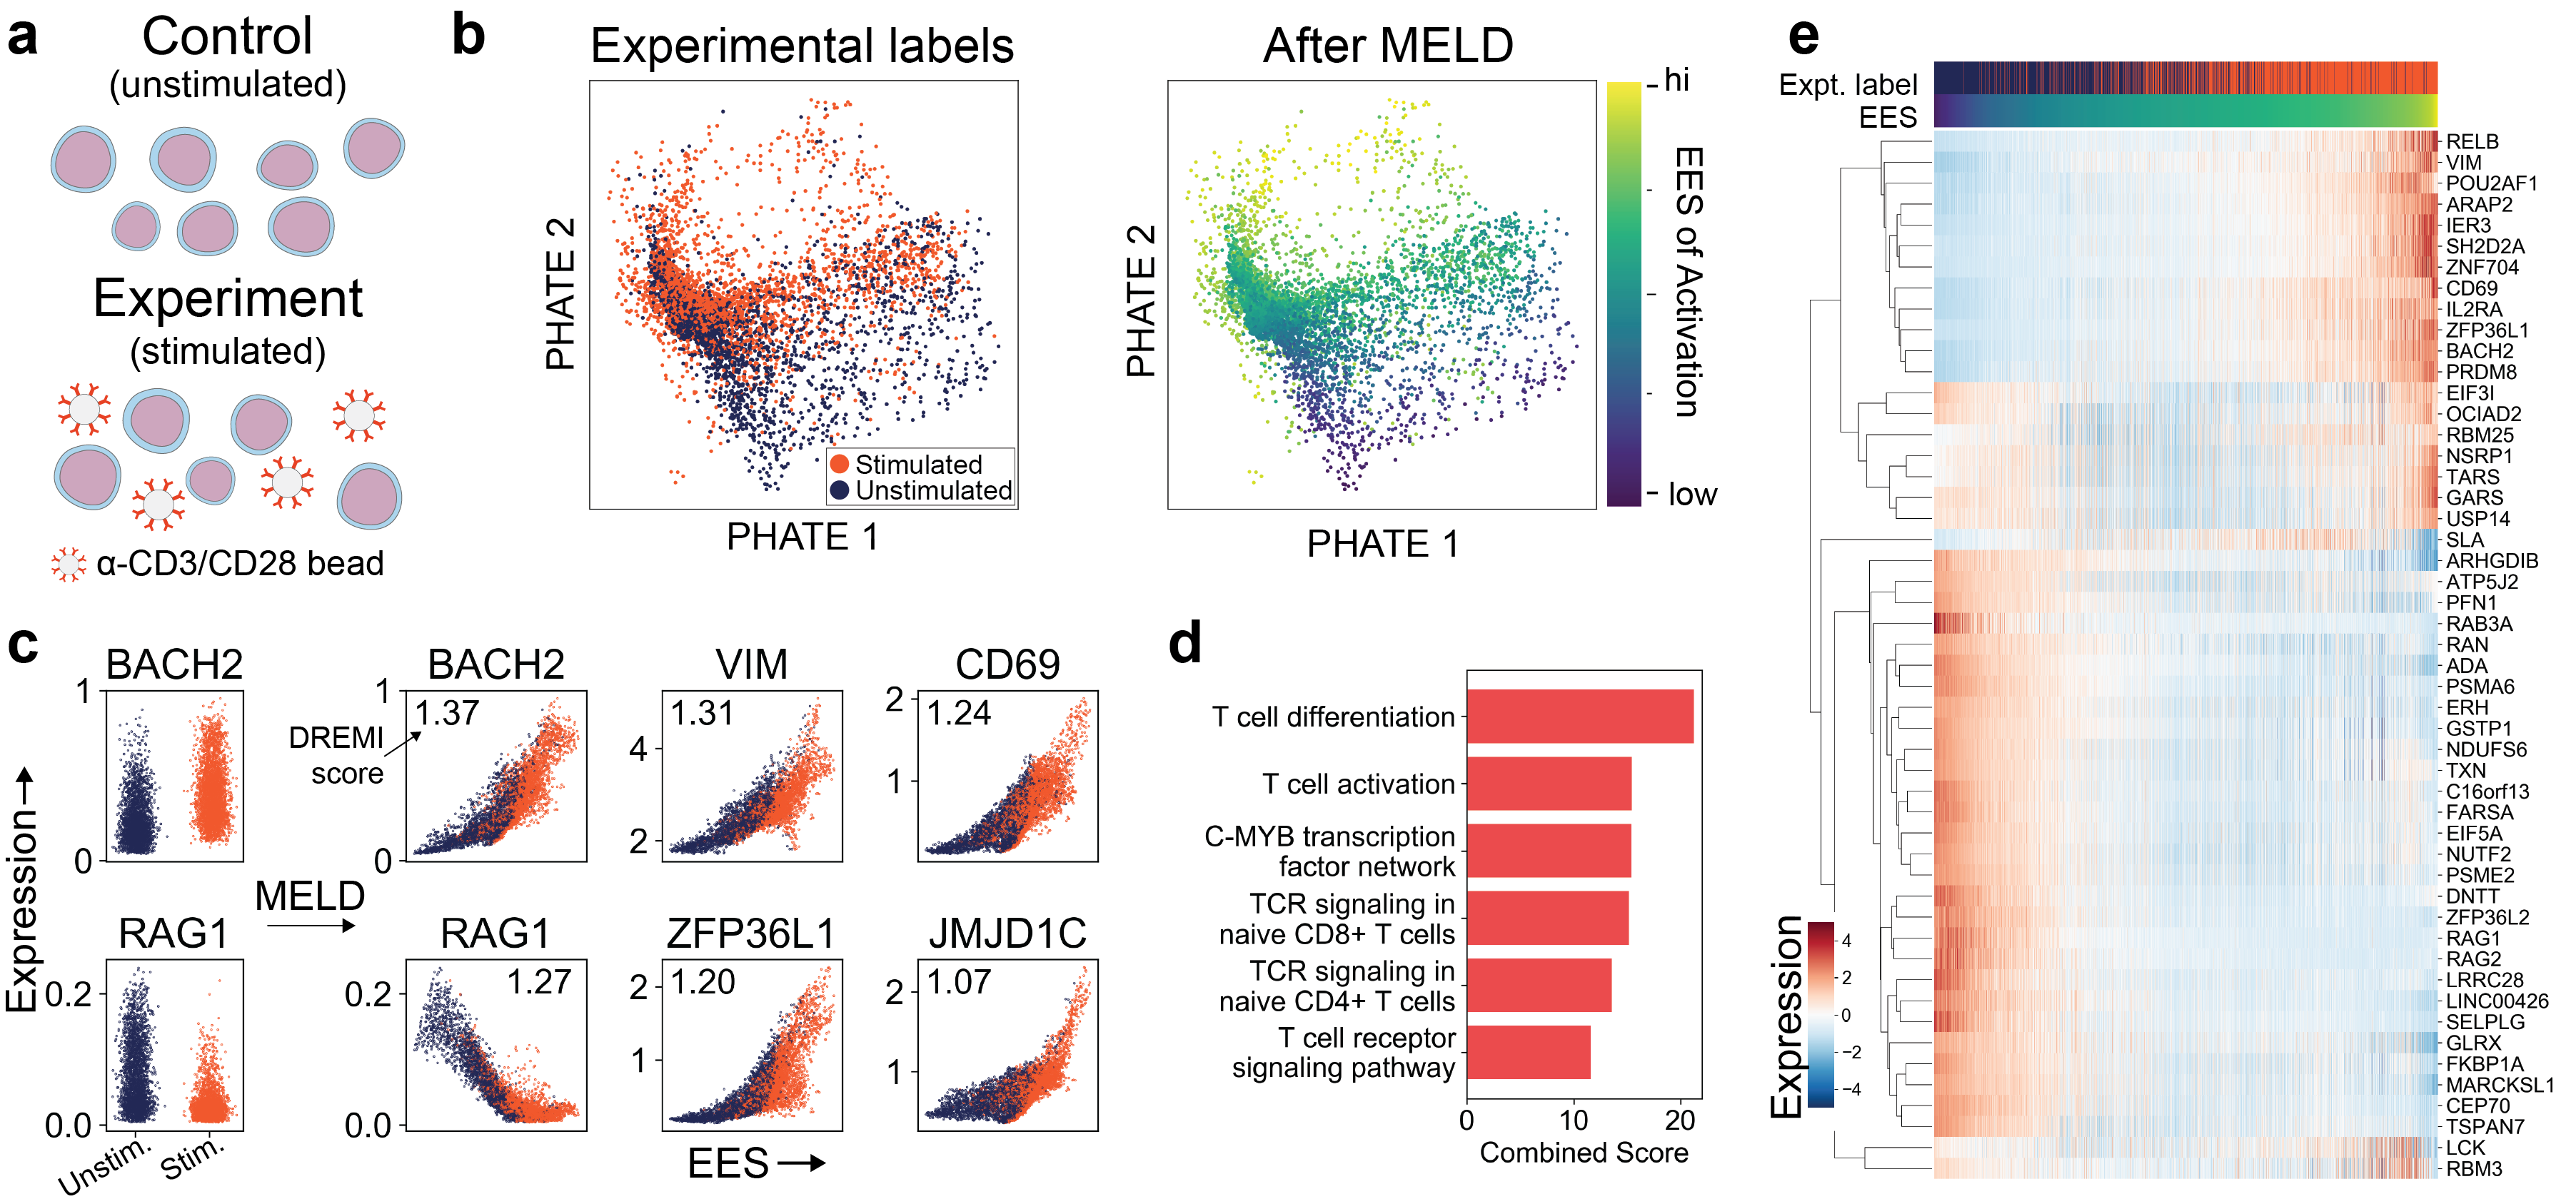 a
Control
(unstimulated)
Experiment
(stimulated)
α-CD3/CD28 bead
b
Experimental labels
PHATE 2
PHATE 1
Stimulated
Unstimulated
After MELD
PHATE 2
PHATE 1
hi
low
EES of Activation
c
Expression
BACH2
1
0
RAG1
0.2
0.0
Unstim.
Stim.
MELD
DREMI
score
BACH2
1
0
1.37
VIM
4
2
1.31
CD69
2
1
1.24
RAG1
0.2
0.0
1.27
ZFP36L1
2
1
1.20
JMJD1C
2
1
1.07
EES
d
T cell differentiation
T cell activation
C-MYB transcription
factor network
TCR signaling in
naive CD8+ T cells
TCR signaling in
naive CD4+ T cells
T cell receptor
signaling pathway
0 10 20
Combined Score
e
Expt. label
EES
RELB
VIM
POU2AF1
ARAP2
IER3
SH2D2A
ZNF704
CD69
IL2RA
ZFP36L1
BACH2
PRDM8
EIF3I
OCIAD2
RBM25
NSRP1
TARS
GARS
USP14
SLA
ARHGDIB
ATP5J2
PFN1
RAB3A
RAN
ADA
PSMA6
ERH
GSTP1
NDUFS6
TXN
C16orf13
FARSA
EIF5A
NUTF2
PSME2
DNTT
ZFP36L2
RAG1
RAG2
LRRC28
LINC00426
SELPLG
GLRX
FKBP1A
MARCKSL1
CEP70
TSPAN7
LCK
RBM3
Expression
4
2
0
−2
−4